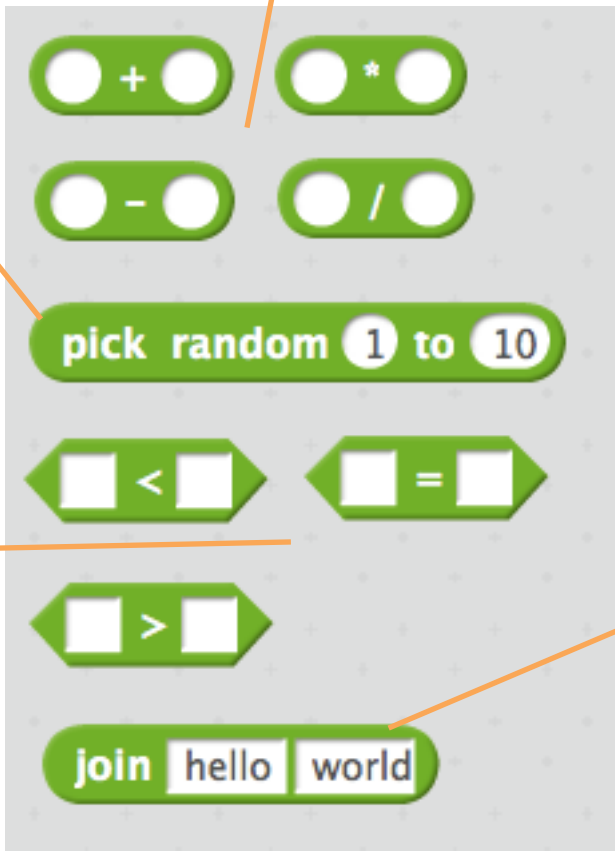 + *
- /
pick random 1 to 10
< =
>
join hello world